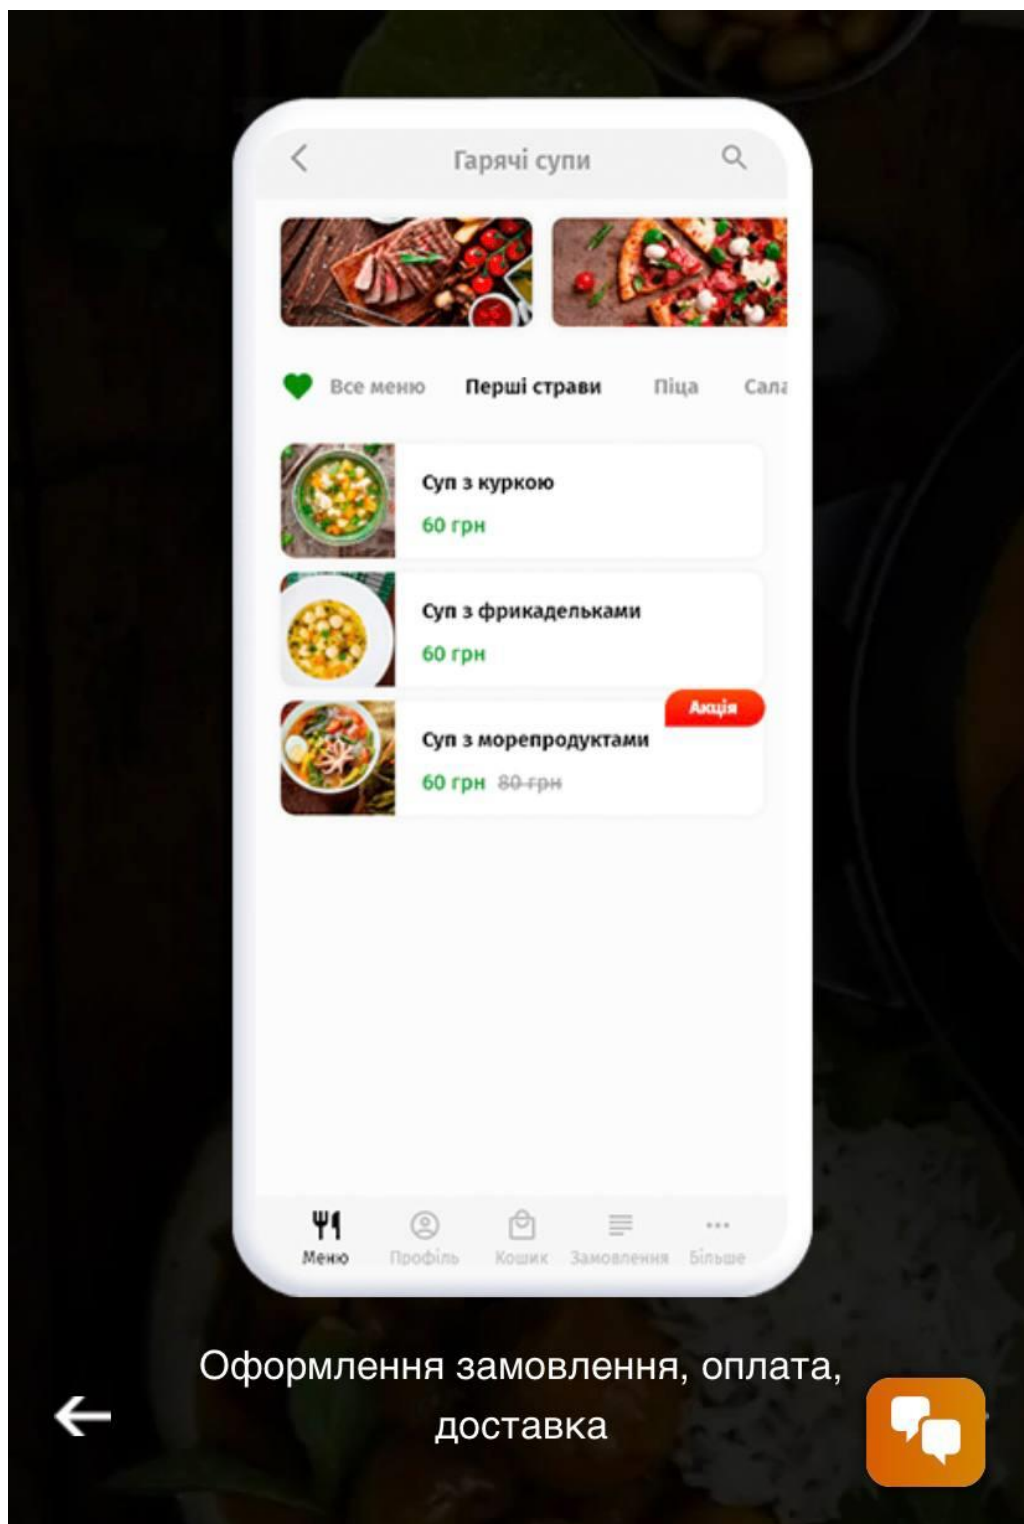 Гарячі супи
Все меню Перші страви Піца Сала
Суп з куркою
60 грн
Суп з фрикадельками
60 грн
Акція
Суп з морепродуктами
60 грн 80 грн
Меню Профіль Кошик Замовлення Більше
Оформлення замовлення, оплата,
доставка